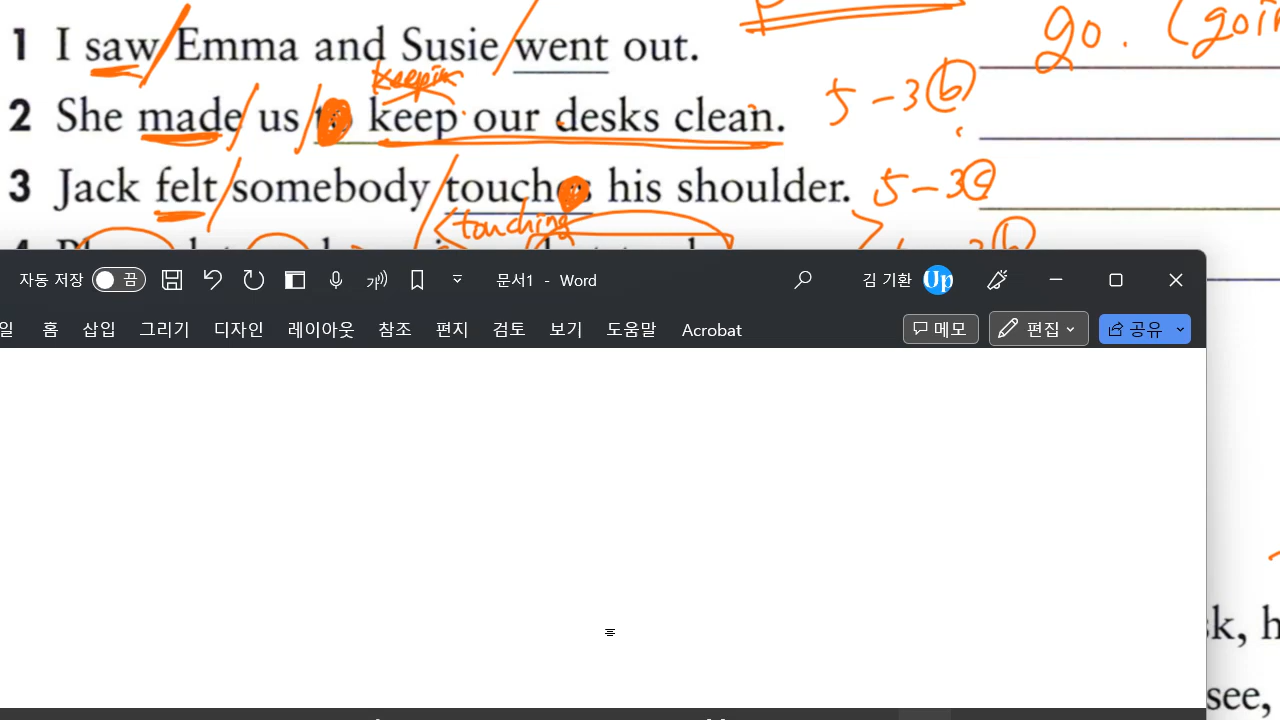 1 I saw Emma and Susie went out.
go. (goin
keepin
5-3ⓑ
2 She made us keep our desks clean.
5-3ⓒ
3 Jack felt somebody touches his shoulder.
touching
자동 저장 끔 문서1 - Word 김 기환 Up
일 홈 삽입 그리기 디자인 레이아웃 참조 편지 검토 보기 도움말 Acrobat 메모 편집 공유
k, h
see,